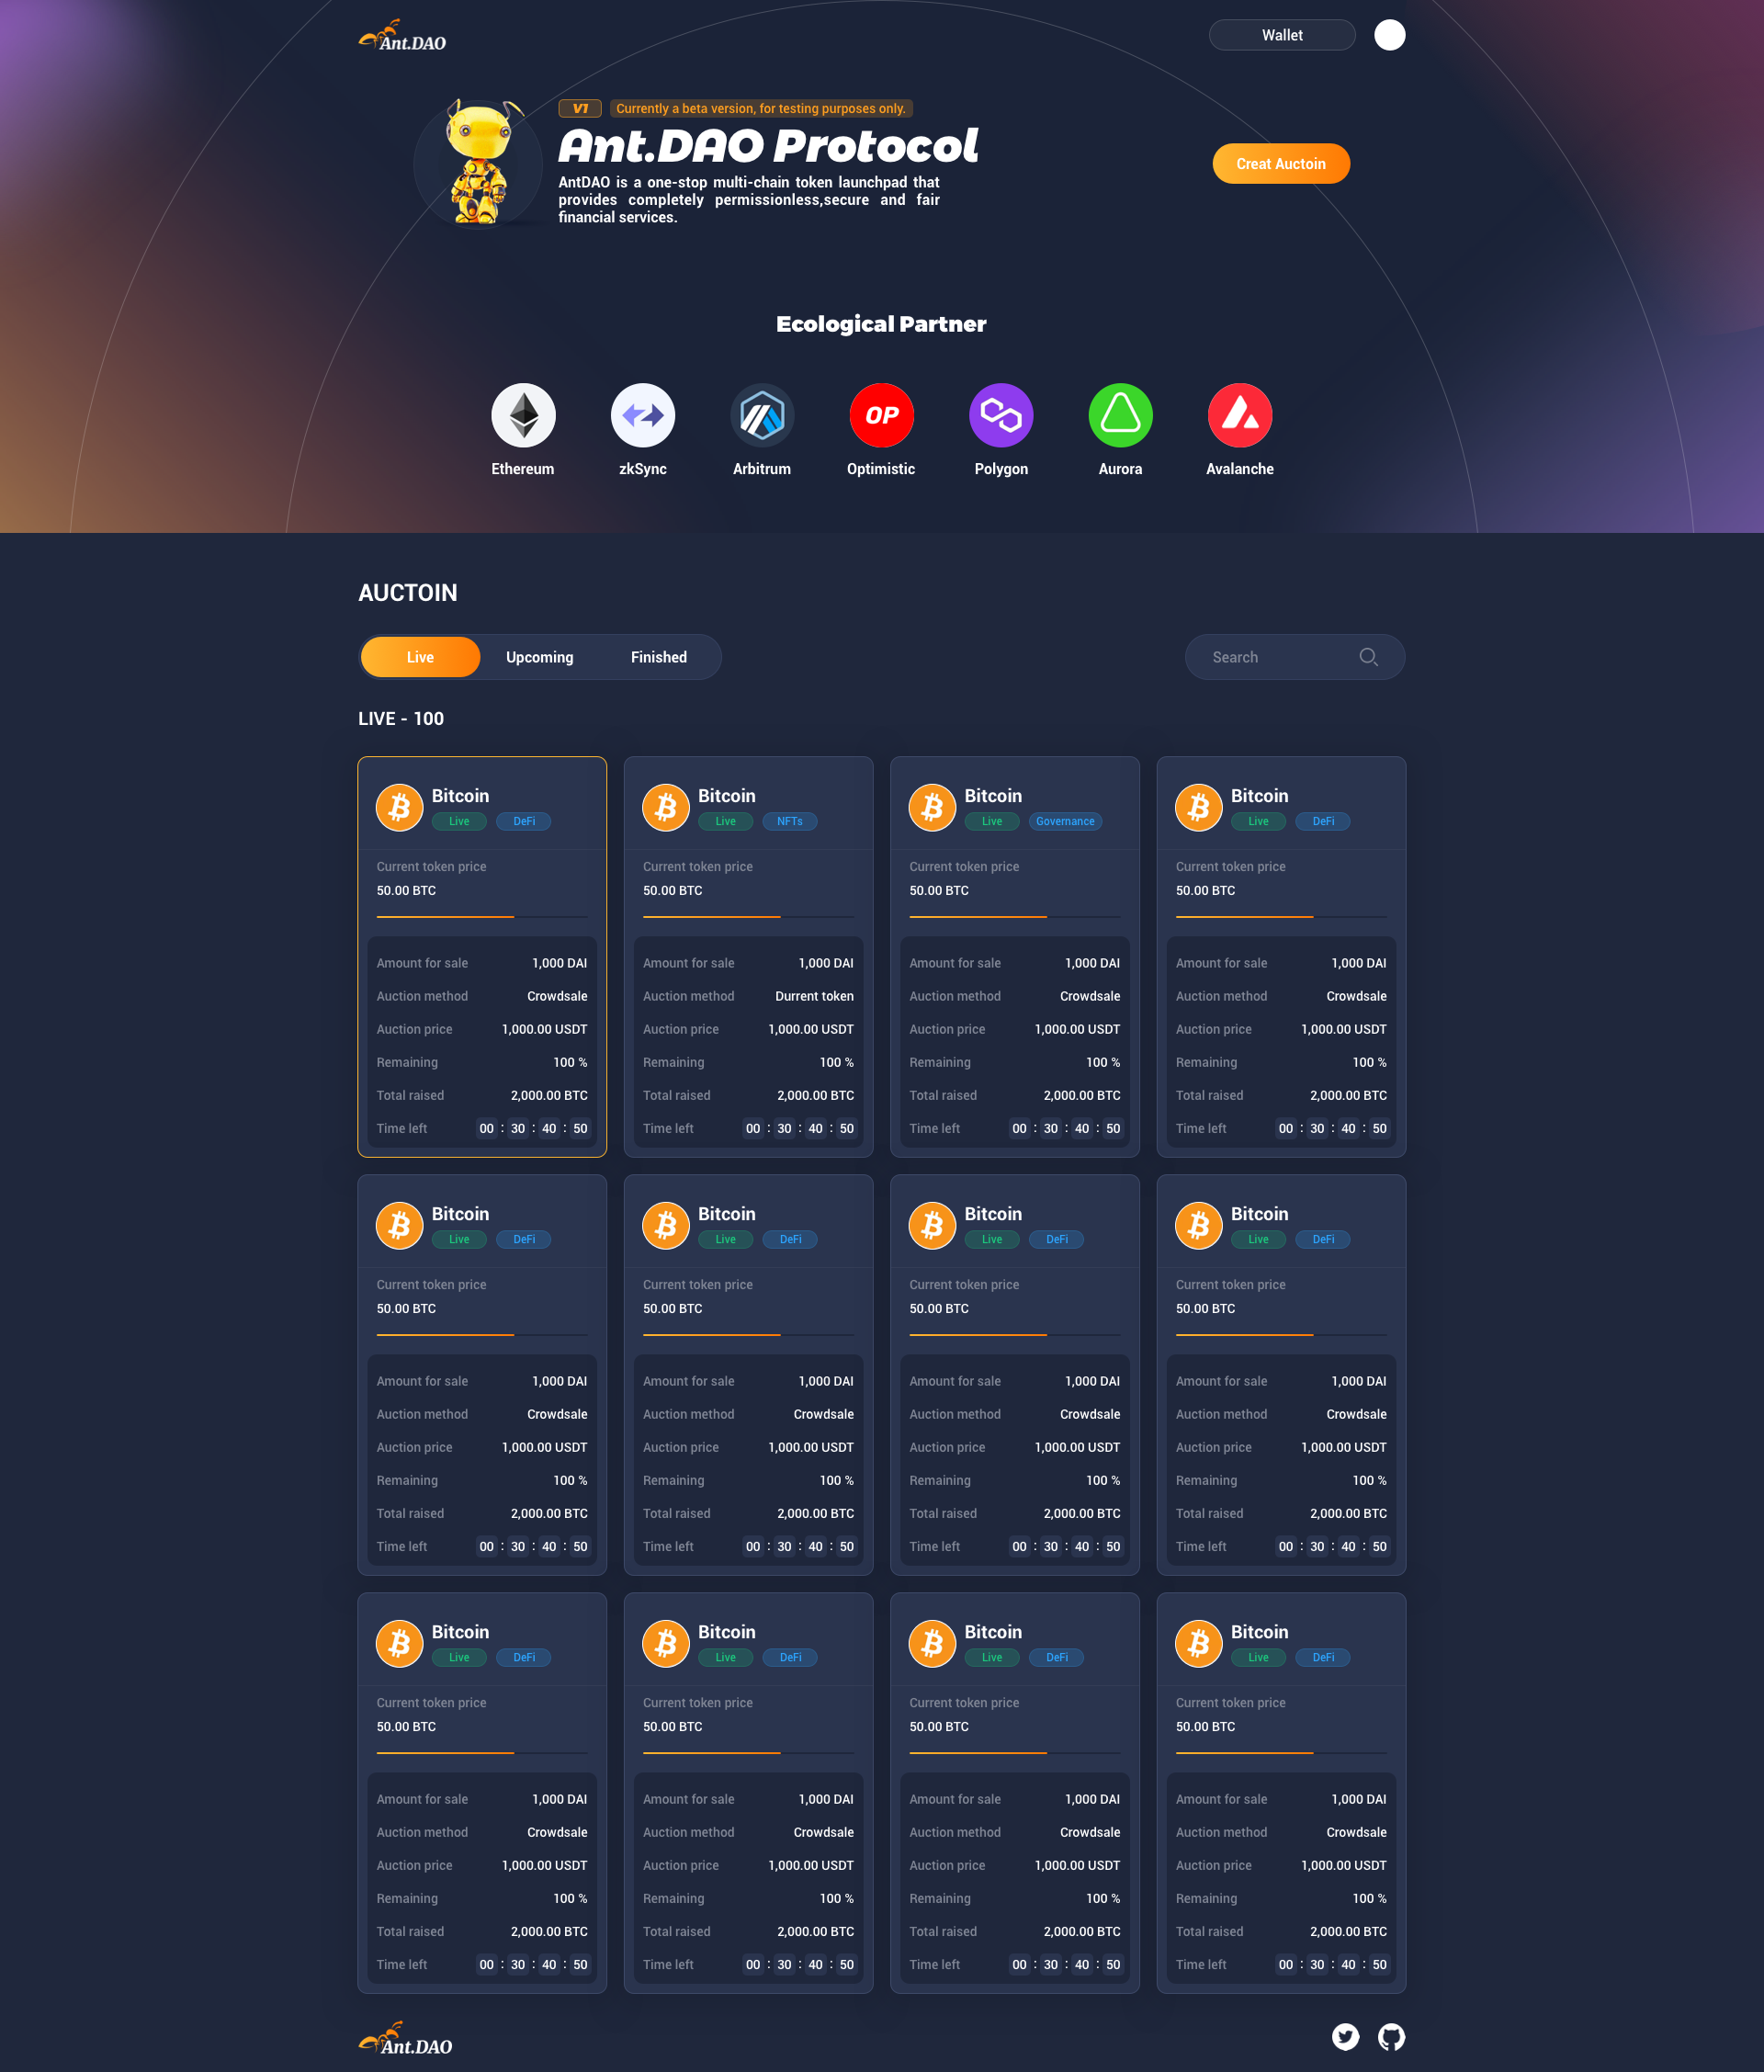 Ant.DAO
Wallet
V1 Currently a beta version, for testing purposes only.
Ant.DAO Protocol
AntDAO is a one-stop multi-chain token launchpad that
provides completely permissionless,secure and fair
financial services.
Creat Auctoin
Ecological Partner
OP
Ethereum zkSync Arbitrum Optimistic Polygon Aurora Avalanche
AUCTOIN
Live Upcoming Finished
Search
LIVE - 100
Bitcoin
Live DeFi
Current token price
50.00 BTC
Amount for sale 1,000 DAI
Auction method Crowdsale
Auction price 1,000.00 USDT
Remaining 100 %
Total raised 2,000.00 BTC
Time left 00 : 30 : 40 : 50
Bitcoin
Live NFTs
Current token price
50.00 BTC
Amount for sale 1,000 DAI
Auction method Durrent token
Auction price 1,000.00 USDT
Remaining 100 %
Total raised 2,000.00 BTC
Time left 00 : 30 : 40 : 50
Bitcoin
Live Governance
Current token price
50.00 BTC
Amount for sale 1,000 DAI
Auction method Crowdsale
Auction price 1,000.00 USDT
Remaining 100 %
Total raised 2,000.00 BTC
Time left 00 : 30 : 40 : 50
Bitcoin
Live DeFi
Current token price
50.00 BTC
Amount for sale 1,000 DAI
Auction method Crowdsale
Auction price 1,000.00 USDT
Remaining 100 %
Total raised 2,000.00 BTC
Time left 00 : 30 : 40 : 50
Bitcoin
Live DeFi
Current token price
50.00 BTC
Amount for sale 1,000 DAI
Auction method Crowdsale
Auction price 1,000.00 USDT
Remaining 100 %
Total raised 2,000.00 BTC
Time left 00 : 30 : 40 : 50
Bitcoin
Live DeFi
Current token price
50.00 BTC
Amount for sale 1,000 DAI
Auction method Crowdsale
Auction price 1,000.00 USDT
Remaining 100 %
Total raised 2,000.00 BTC
Time left 00 : 30 : 40 : 50
Bitcoin
Live DeFi
Current token price
50.00 BTC
Amount for sale 1,000 DAI
Auction method Crowdsale
Auction price 1,000.00 USDT
Remaining 100 %
Total raised 2,000.00 BTC
Time left 00 : 30 : 40 : 50
Bitcoin
Live DeFi
Current token price
50.00 BTC
Amount for sale 1,000 DAI
Auction method Crowdsale
Auction price 1,000.00 USDT
Remaining 100 %
Total raised 2,000.00 BTC
Time left 00 : 30 : 40 : 50
Bitcoin
Live DeFi
Current token price
50.00 BTC
Amount for sale 1,000 DAI
Auction method Crowdsale
Auction price 1,000.00 USDT
Remaining 100 %
Total raised 2,000.00 BTC
Time left 00 : 30 : 40 : 50
Bitcoin
Live DeFi
Current token price
50.00 BTC
Amount for sale 1,000 DAI
Auction method Crowdsale
Auction price 1,000.00 USDT
Remaining 100 %
Total raised 2,000.00 BTC
Time left 00 : 30 : 40 : 50
Bitcoin
Live DeFi
Current token price
50.00 BTC
Amount for sale 1,000 DAI
Auction method Crowdsale
Auction price 1,000.00 USDT
Remaining 100 %
Total raised 2,000.00 BTC
Time left 00 : 30 : 40 : 50
Bitcoin
Live DeFi
Current token price
50.00 BTC
Amount for sale 1,000 DAI
Auction method Crowdsale
Auction price 1,000.00 USDT
Remaining 100 %
Total raised 2,000.00 BTC
Time left 00 : 30 : 40 : 50
Ant.DAO